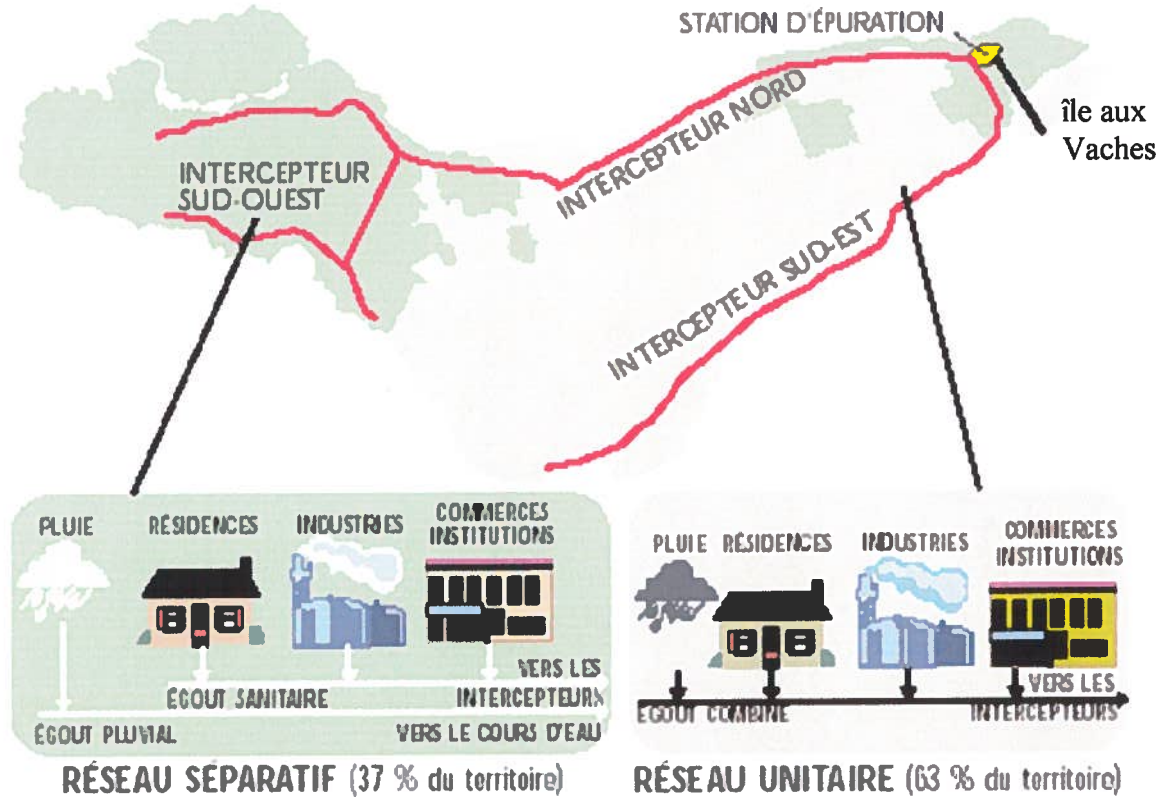 STATION D'ÉPURATION
île aux
Vaches
INTERCEPTEUR NORD
INTERCEPTEUR
SUD-OUEST
INTERCEPTEUR SUD-EST
PLUIE
RÉSIDENCES
INDUSTRIES
COMMERCES
INSTITUTIONS
VERS LES
INTERCEPTEURS
ÉGOUT SANITAIRE
ÉGOUT PLUVIAL
VERS LE COURS D'EAU
RÉSEAU SÉPARATIF (37 % du territoire)
PLUIE
RÉSIDENCES
INDUSTRIES
COMMERCES
INSTITUTIONS
VERS LES
INTERCEPTEURS
EGOUT COMBINE
RÉSEAU UNITAIRE (63 % du territoire)